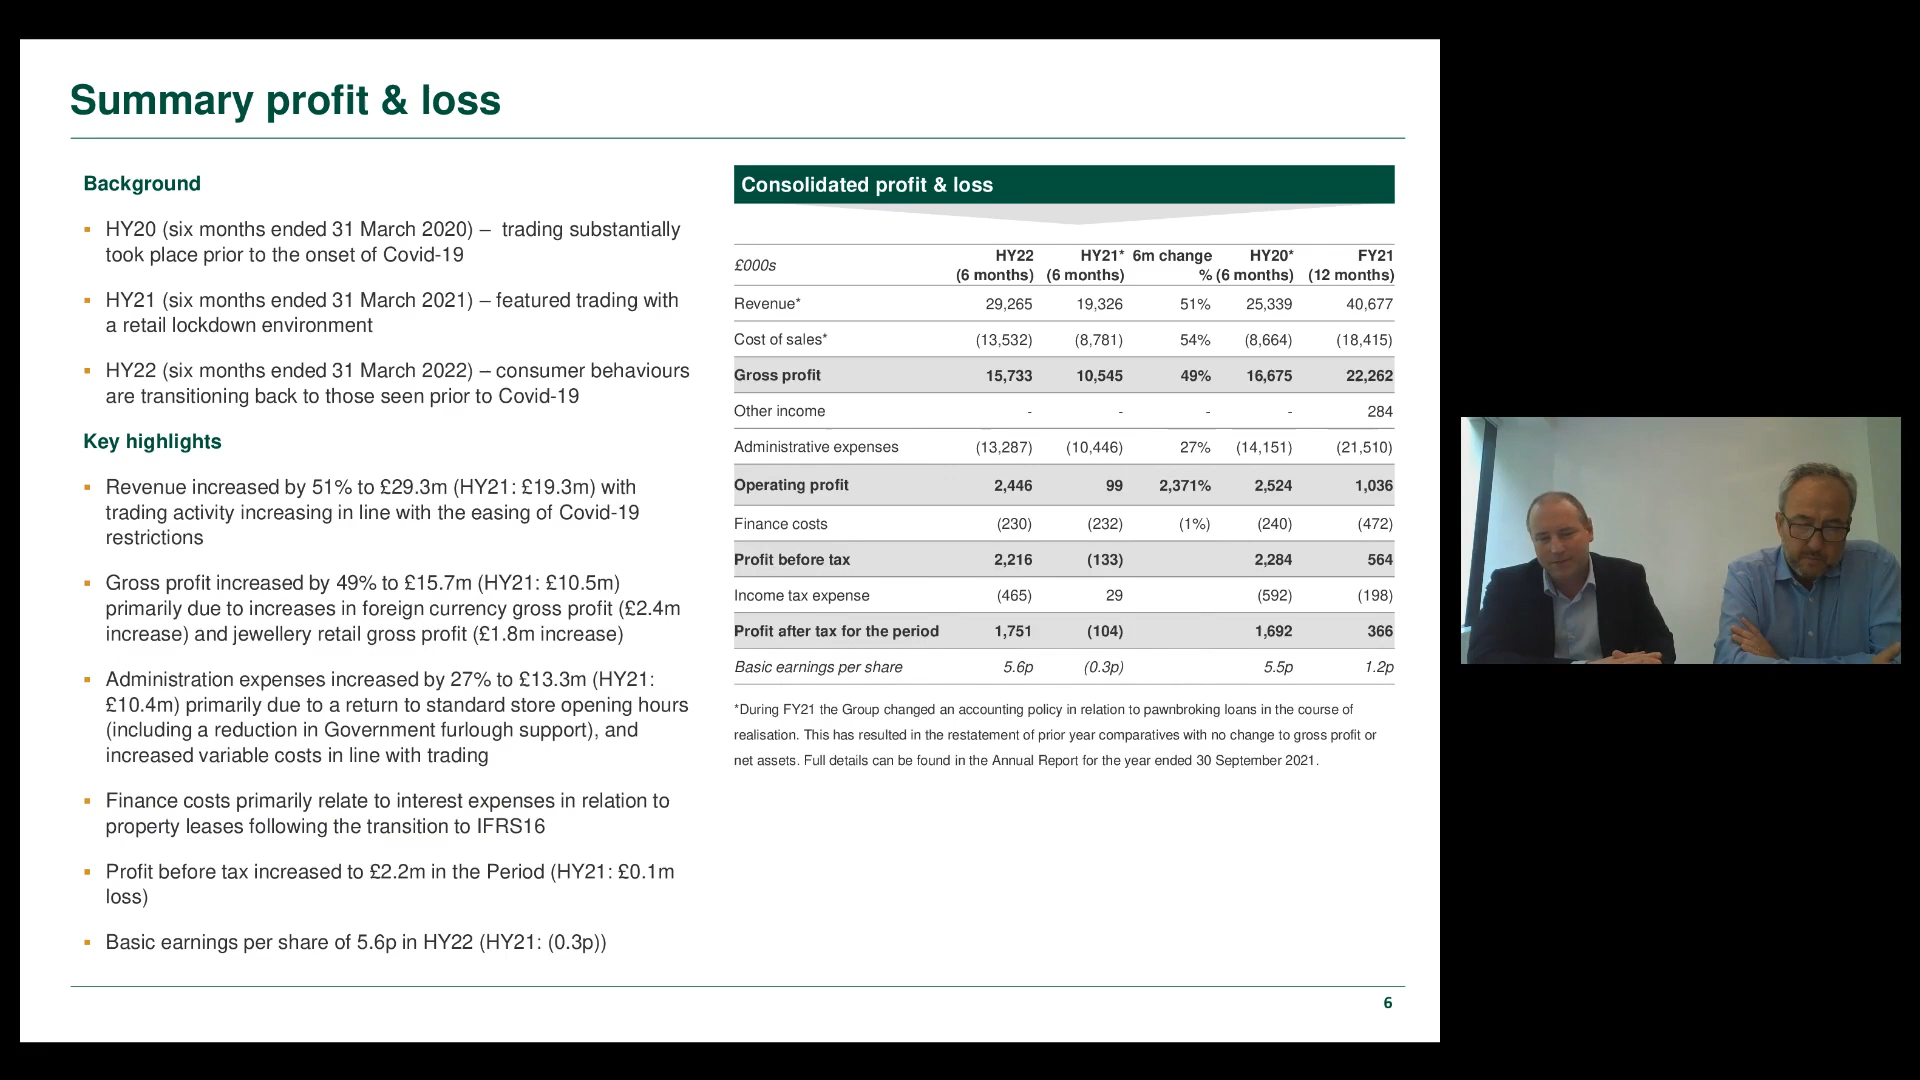 Summary profit & loss
Background
▪ HY20 (six months ended 31 March 2020) – trading substantially
took place prior to the onset of Covid-19
▪ HY21 (six months ended 31 March 2021) – featured trading with
a retail lockdown environment
▪ HY22 (six months ended 31 March 2022) – consumer behaviours
are transitioning back to those seen prior to Covid-19
Key highlights
▪ Revenue increased by 51% to £29.3m (HY21: £19.3m) with
trading activity increasing in line with the easing of Covid-19
restrictions
▪ Gross profit increased by 49% to £15.7m (HY21: £10.5m)
primarily due to increases in foreign currency gross profit (£2.4m
increase) and jewellery retail gross profit (£1.8m increase)
▪ Administration expenses increased by 27% to £13.3m (HY21:
£10.4m) primarily due to a return to standard store opening hours
(including a reduction in Government furlough support), and
increased variable costs in line with trading
▪ Finance costs primarily relate to interest expenses in relation to
property leases following the transition to IFRS16
▪ Profit before tax increased to £2.2m in the Period (HY21: £0.1m
loss)
▪ Basic earnings per share of 5.6p in HY22 (HY21: (0.3p))
Consolidated profit & loss
HY22 HY21* 6m change HY20* FY21
£000s (6 months) (6 months) % (6 months) (12 months)
Revenue* 29,265 19,326 51% 25,339 40,677
Cost of sales* (13,532) (8,781) 54% (8,664) (18,415)
Gross profit 15,733 10,545 49% 16,675 22,262
Other income - - - - 284
Administrative expenses (13,287) (10,446) 27% (14,151) (21,510)
Operating profit 2,446 99 2,371% 2,524 1,036
Finance costs (230) (232) (1%) (240) (472)
Profit before tax 2,216 (133) 2,284 564
Income tax expense (465) 29 (592) (198)
Profit after tax for the period 1,751 (104) 1,692 366
Basic earnings per share 5.6p (0.3p) 5.5p 1.2p
*During FY21 the Group changed an accounting policy in relation to pawnbroking loans in the course of
realisation. This has resulted in the restatement of prior year comparatives with no change to gross profit or
net assets. Full details can be found in the Annual Report for the year ended 30 September 2021.
6